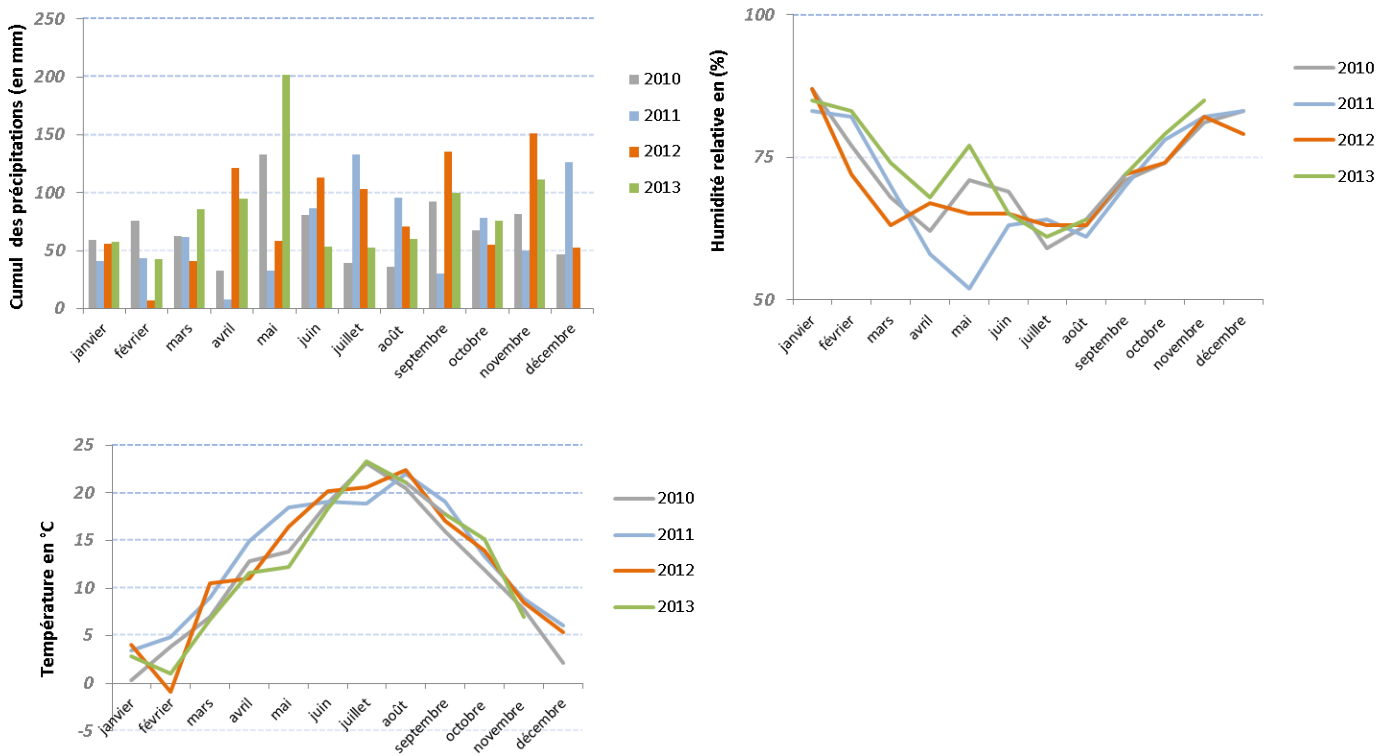 Cumul des précipitations (en mm)
250
200
150
100
50
0
janvier
février
mars
avril
mai
juin
juillet
août
septembre
octobre
novembre
décembre
2010
2011
2012
2013
Humidité relative en (%)
100
75
50
janvier
février
mars
avril
mai
juin
juillet
août
septembre
octobre
novembre
décembre
2010
2011
2012
2013
Température en °C
25
20
15
10
5
0
-5
janvier
février
mars
avril
mai
juin
juillet
août
septembre
octobre
novembre
décembre
2010
2011
2012
2013